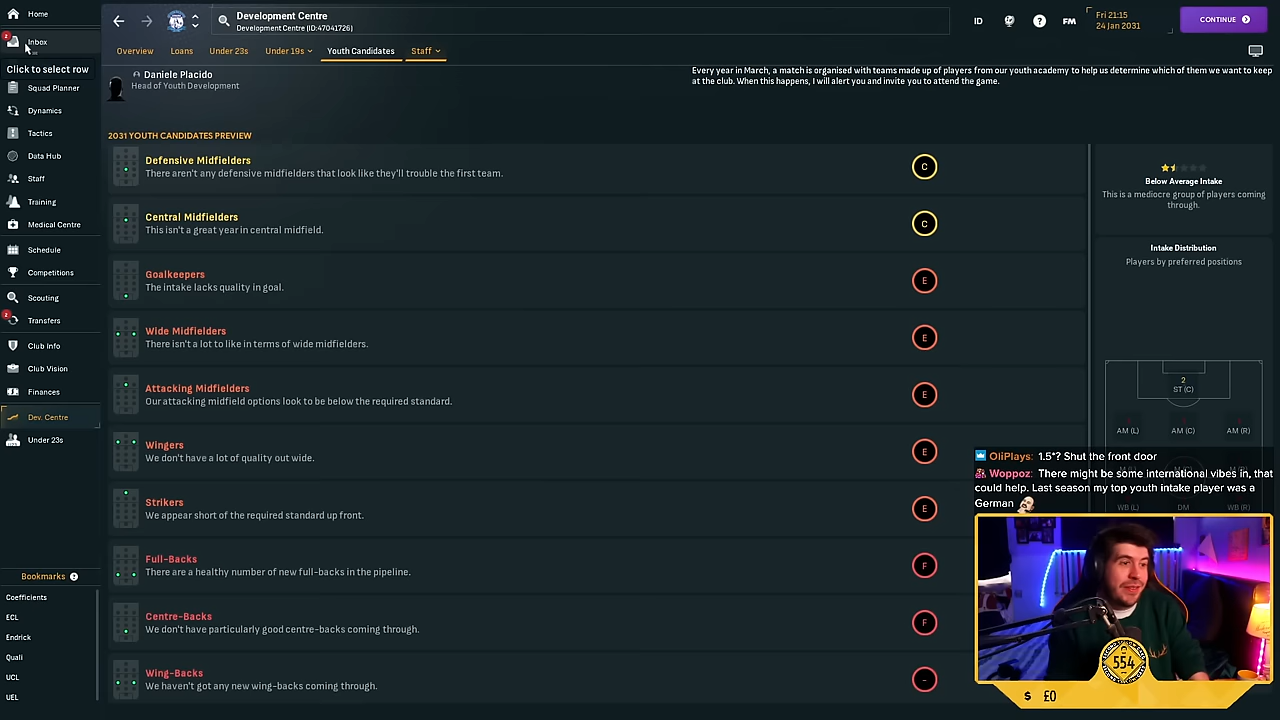 Home
Development Centre
Development Centre (ID:47041726)
ID
FM
Fri 21:15
24 Jan 2031
CONTINUE
2
Inbox
Overview
Loans
Under 23s
Under 19s
Youth Candidates
Staff
Click to select row
Squad Planner
Dynamics
Tactics
Data Hub
Staff
Training
Medical Centre
Schedule
Competitions
Scouting
2
Transfers
Club Info
Club Vision
Finances
Dev. Centre
Under 23s
Bookmarks
Coefficients
ECL
Endrick
Quali
UCL
UEL
Daniele Placido
Head of Youth Development
Every year in March, a match is organised with teams made up of players from our youth academy to help us determine which of them we want to keep
at the club. When this happens, I will alert you and invite you to attend the game.
2031 YOUTH CANDIDATES PREVIEW
Defensive Midfielders
There aren't any defensive midfielders that look like they'll trouble the first team.
C
Central Midfielders
This isn't a great year in central midfield.
C
Goalkeepers
The intake lacks quality in goal.
E
Wide Midfielders
There isn't a lot to like in terms of wide midfielders.
E
Attacking Midfielders
Our attacking midfield options look to be below the required standard.
E
Wingers
We don't have a lot of quality out wide.
E
Strikers
We appear short of the required standard up front.
E
Full-Backs
There are a healthy number of new full-backs in the pipeline.
F
Centre-Backs
We don't have particularly good centre-backs coming through.
F
Wing-Backs
We haven't got any new wing-backs coming through.
-
Below Average Intake
This is a mediocre group of players coming
through.
Intake Distribution
Players by preferred positions
2
ST (C)
AM (L)
AM (C)
AM (R)
OliPlays: 1.5*? Shut the front door
Woppoz: There might be some international vibes in, that
could help. Last season my top youth intake player was a
German
WB (L)
DM
WB (R)
554
$ £0